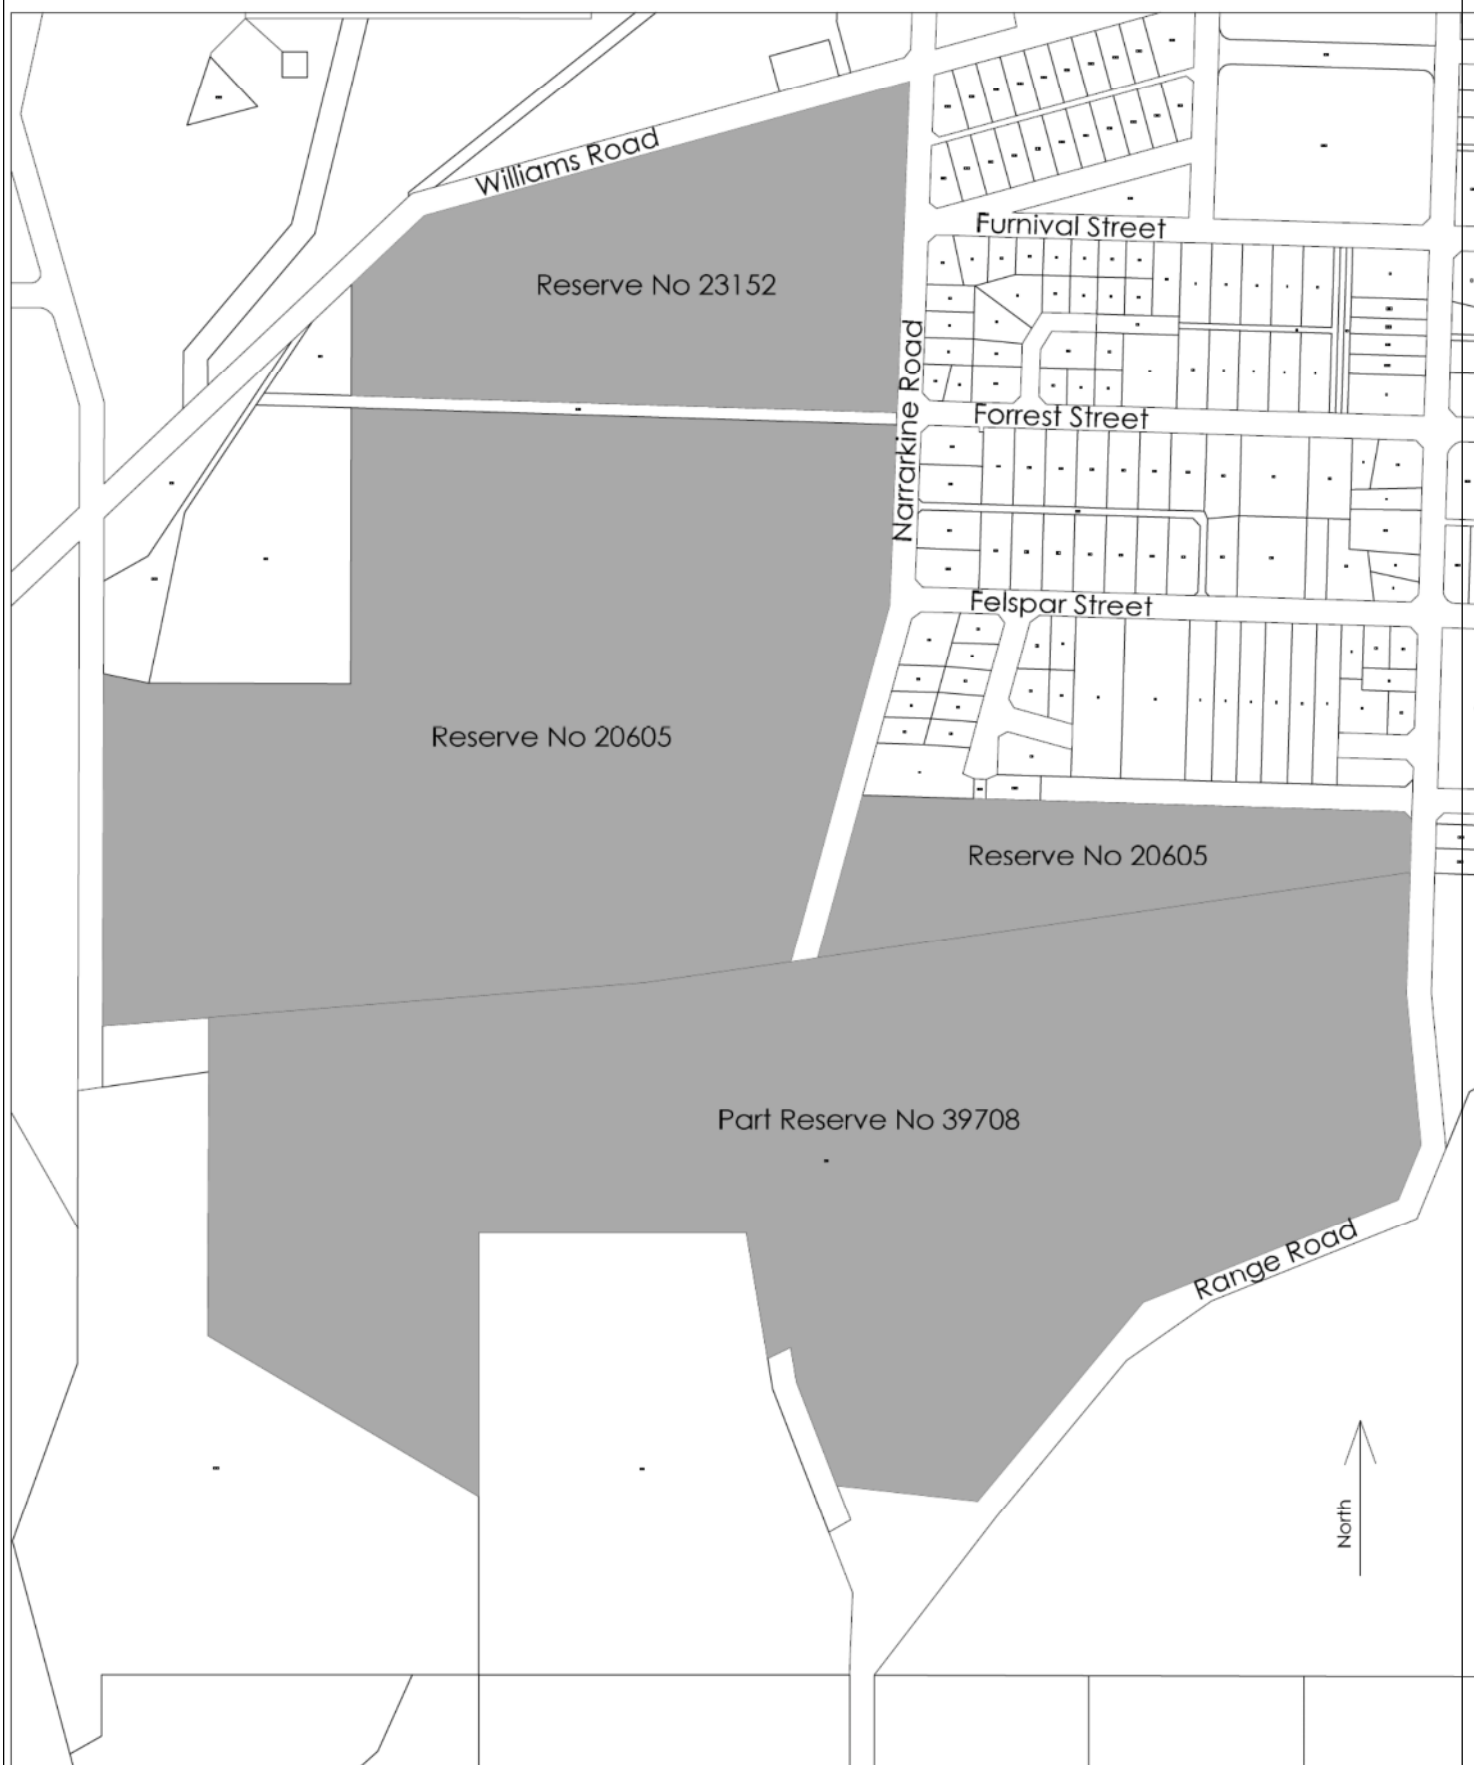 Williams Road
Furnival Street
Reserve No 23152
Narrarkine Road
Forrest Street
Felspar Street
Reserve No 20605
Reserve No 20605
Part Reserve No 39708
Range Road
North